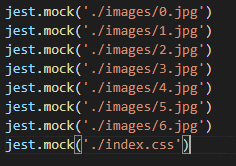 jest.mock('./images/0.jpg')
jest.mock('./images/1.jpg')
jest.mock('./images/2.jpg')
jest.mock('./images/3.jpg')
jest.mock('./images/4.jpg')
jest.mock('./images/5.jpg')
jest.mock('./images/6.jpg')
jest.mock('./index.css')